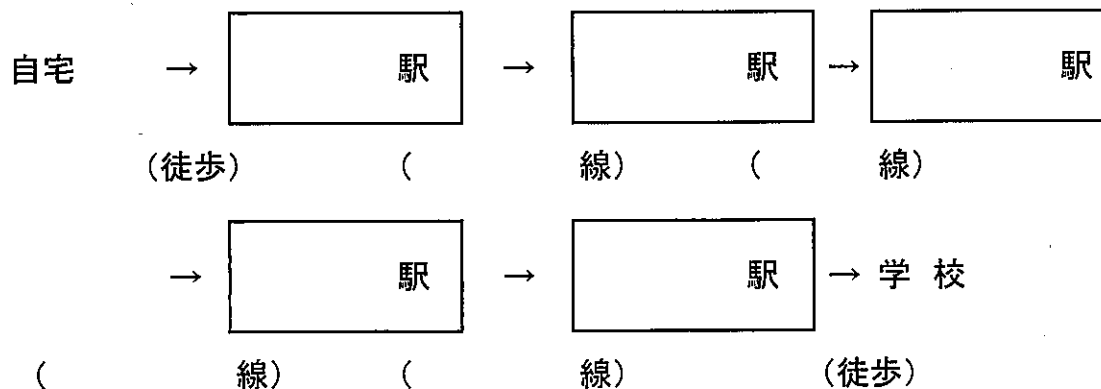 自宅 → 駅 → 駅 → 駅
(徒歩) ( 線) ( 線)
→ 駅 → 駅 → 学校
( 線) ( 線) (徒歩)